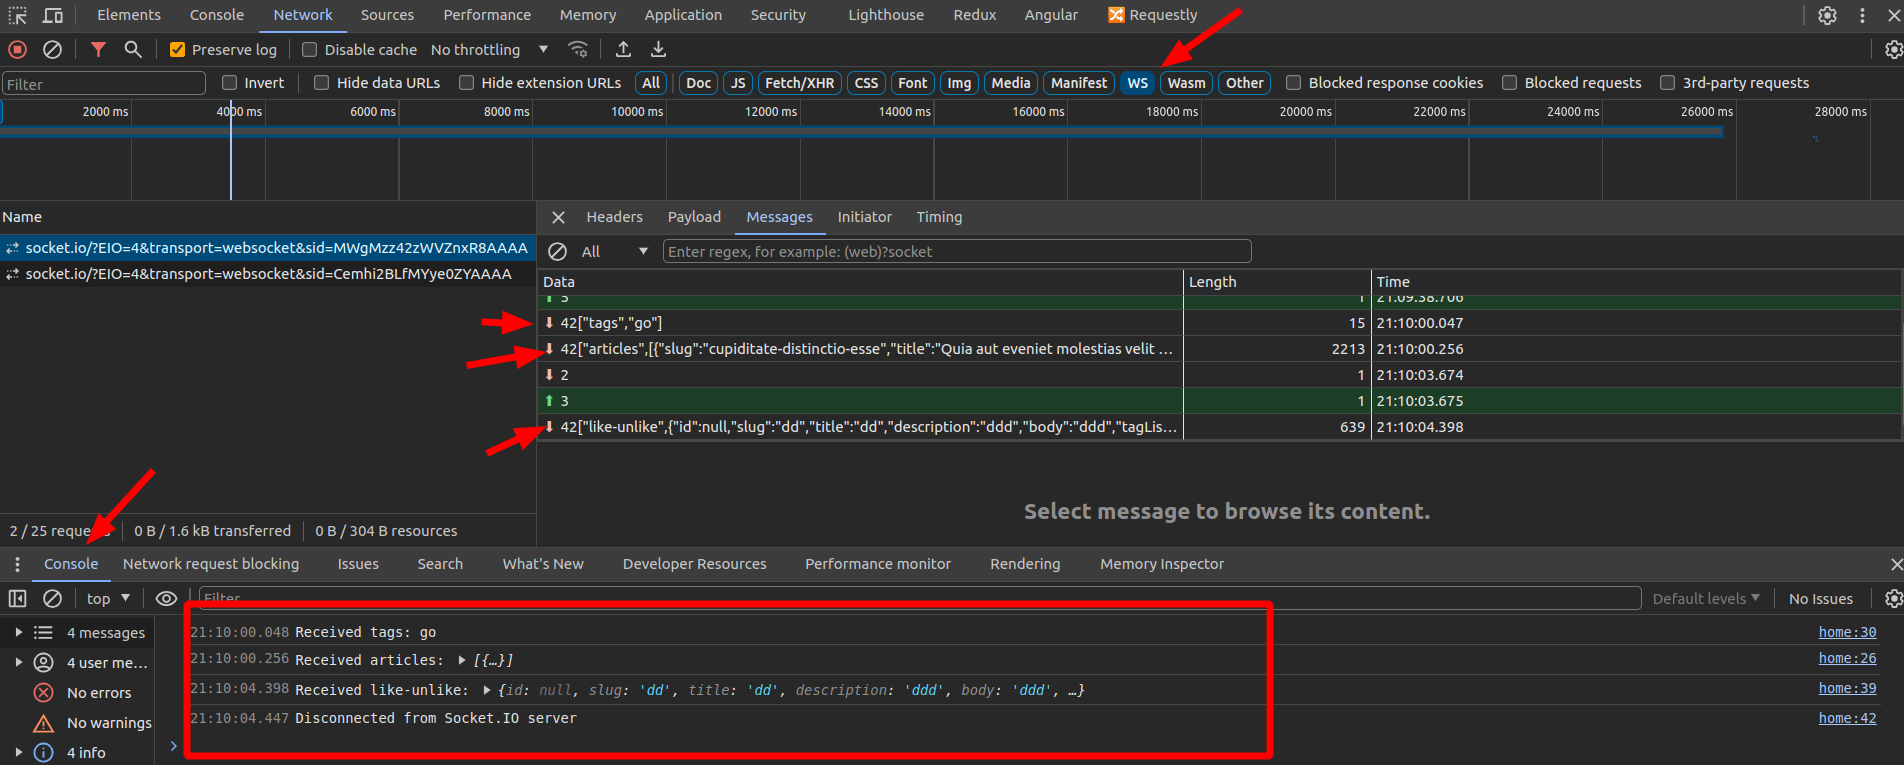 Elements Console Network Sources Performance Memory Application Security Lighthouse Redux Angular Requestly
Preserve log Disable cache No throttling
Filter Invert Hide data URLs Hide extension URLs All Doc JS Fetch/XHR CSS Font Img Media Manifest WS Wasm Other Blocked response cookies Blocked requests 3rd-party requests
2000 ms 4000 ms 6000 ms 8000 ms 10000 ms 12000 ms 14000 ms 16000 ms 18000 ms 20000 ms 22000 ms 24000 ms 26000 ms 28000 ms
Name
socket.io/?EIO=4&transport=websocket&sid=MWgMzz42zWVZnxR8AAAA
socket.io/?EIO=4&transport=websocket&sid=Cemhi2BLfMYye0ZYAAAA
2 / 25 requests 0 B / 1.6 kB transferred 0 B / 304 B resources
Headers Payload Messages Initiator Timing
All Enter regex, for example: (web)?socket
Data Length Time
3 1 21:09:38.706
42["tags","go"] 15 21:10:00.047
42["articles",[{"slug":"cupiditate-distinctio-esse","title":"Quia aut eveniet molestias velit … 2213 21:10:00.256
2 1 21:10:03.674
3 1 21:10:03.675
42["like-unlike",{"id":null,"slug":"dd","title":"dd","description":"ddd","body":"ddd","tagLis… 639 21:10:04.398
Select message to browse its content.
Console Network request blocking Issues Search What's New Developer Resources Performance monitor Rendering Memory Inspector
top Filter Default levels No Issues
4 messages
4 user me…
No errors
No warnings
4 info
21:10:00.048 Received tags: go home:30
21:10:00.256 Received articles: [{…}] home:26
21:10:04.398 Received like-unlike: {id: null, slug: 'dd', title: 'dd', description: 'ddd', body: 'ddd', …} home:39
21:10:04.447 Disconnected from Socket.IO server home:42